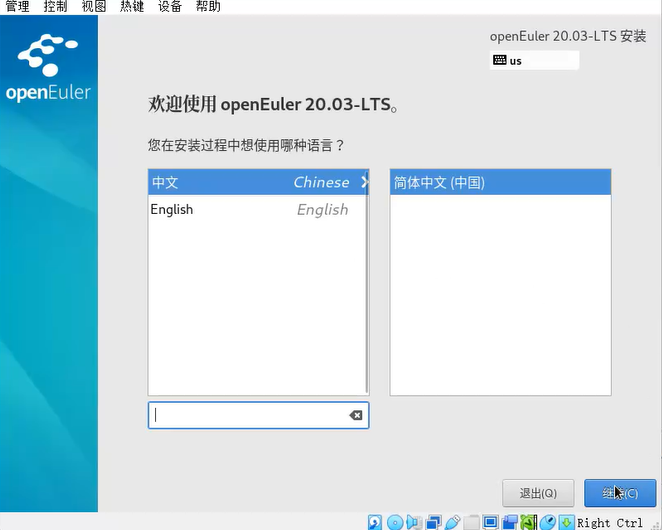 管理 控制 视图 热键 设备 帮助
openEuler
openEuler 20.03-LTS 安装
us
欢迎使用 openEuler 20.03-LTS。
您在安装过程中想使用哪种语言？
中文 Chinese
English English
简体中文 (中国)
退出(Q)
继续(C)
Right Ctrl